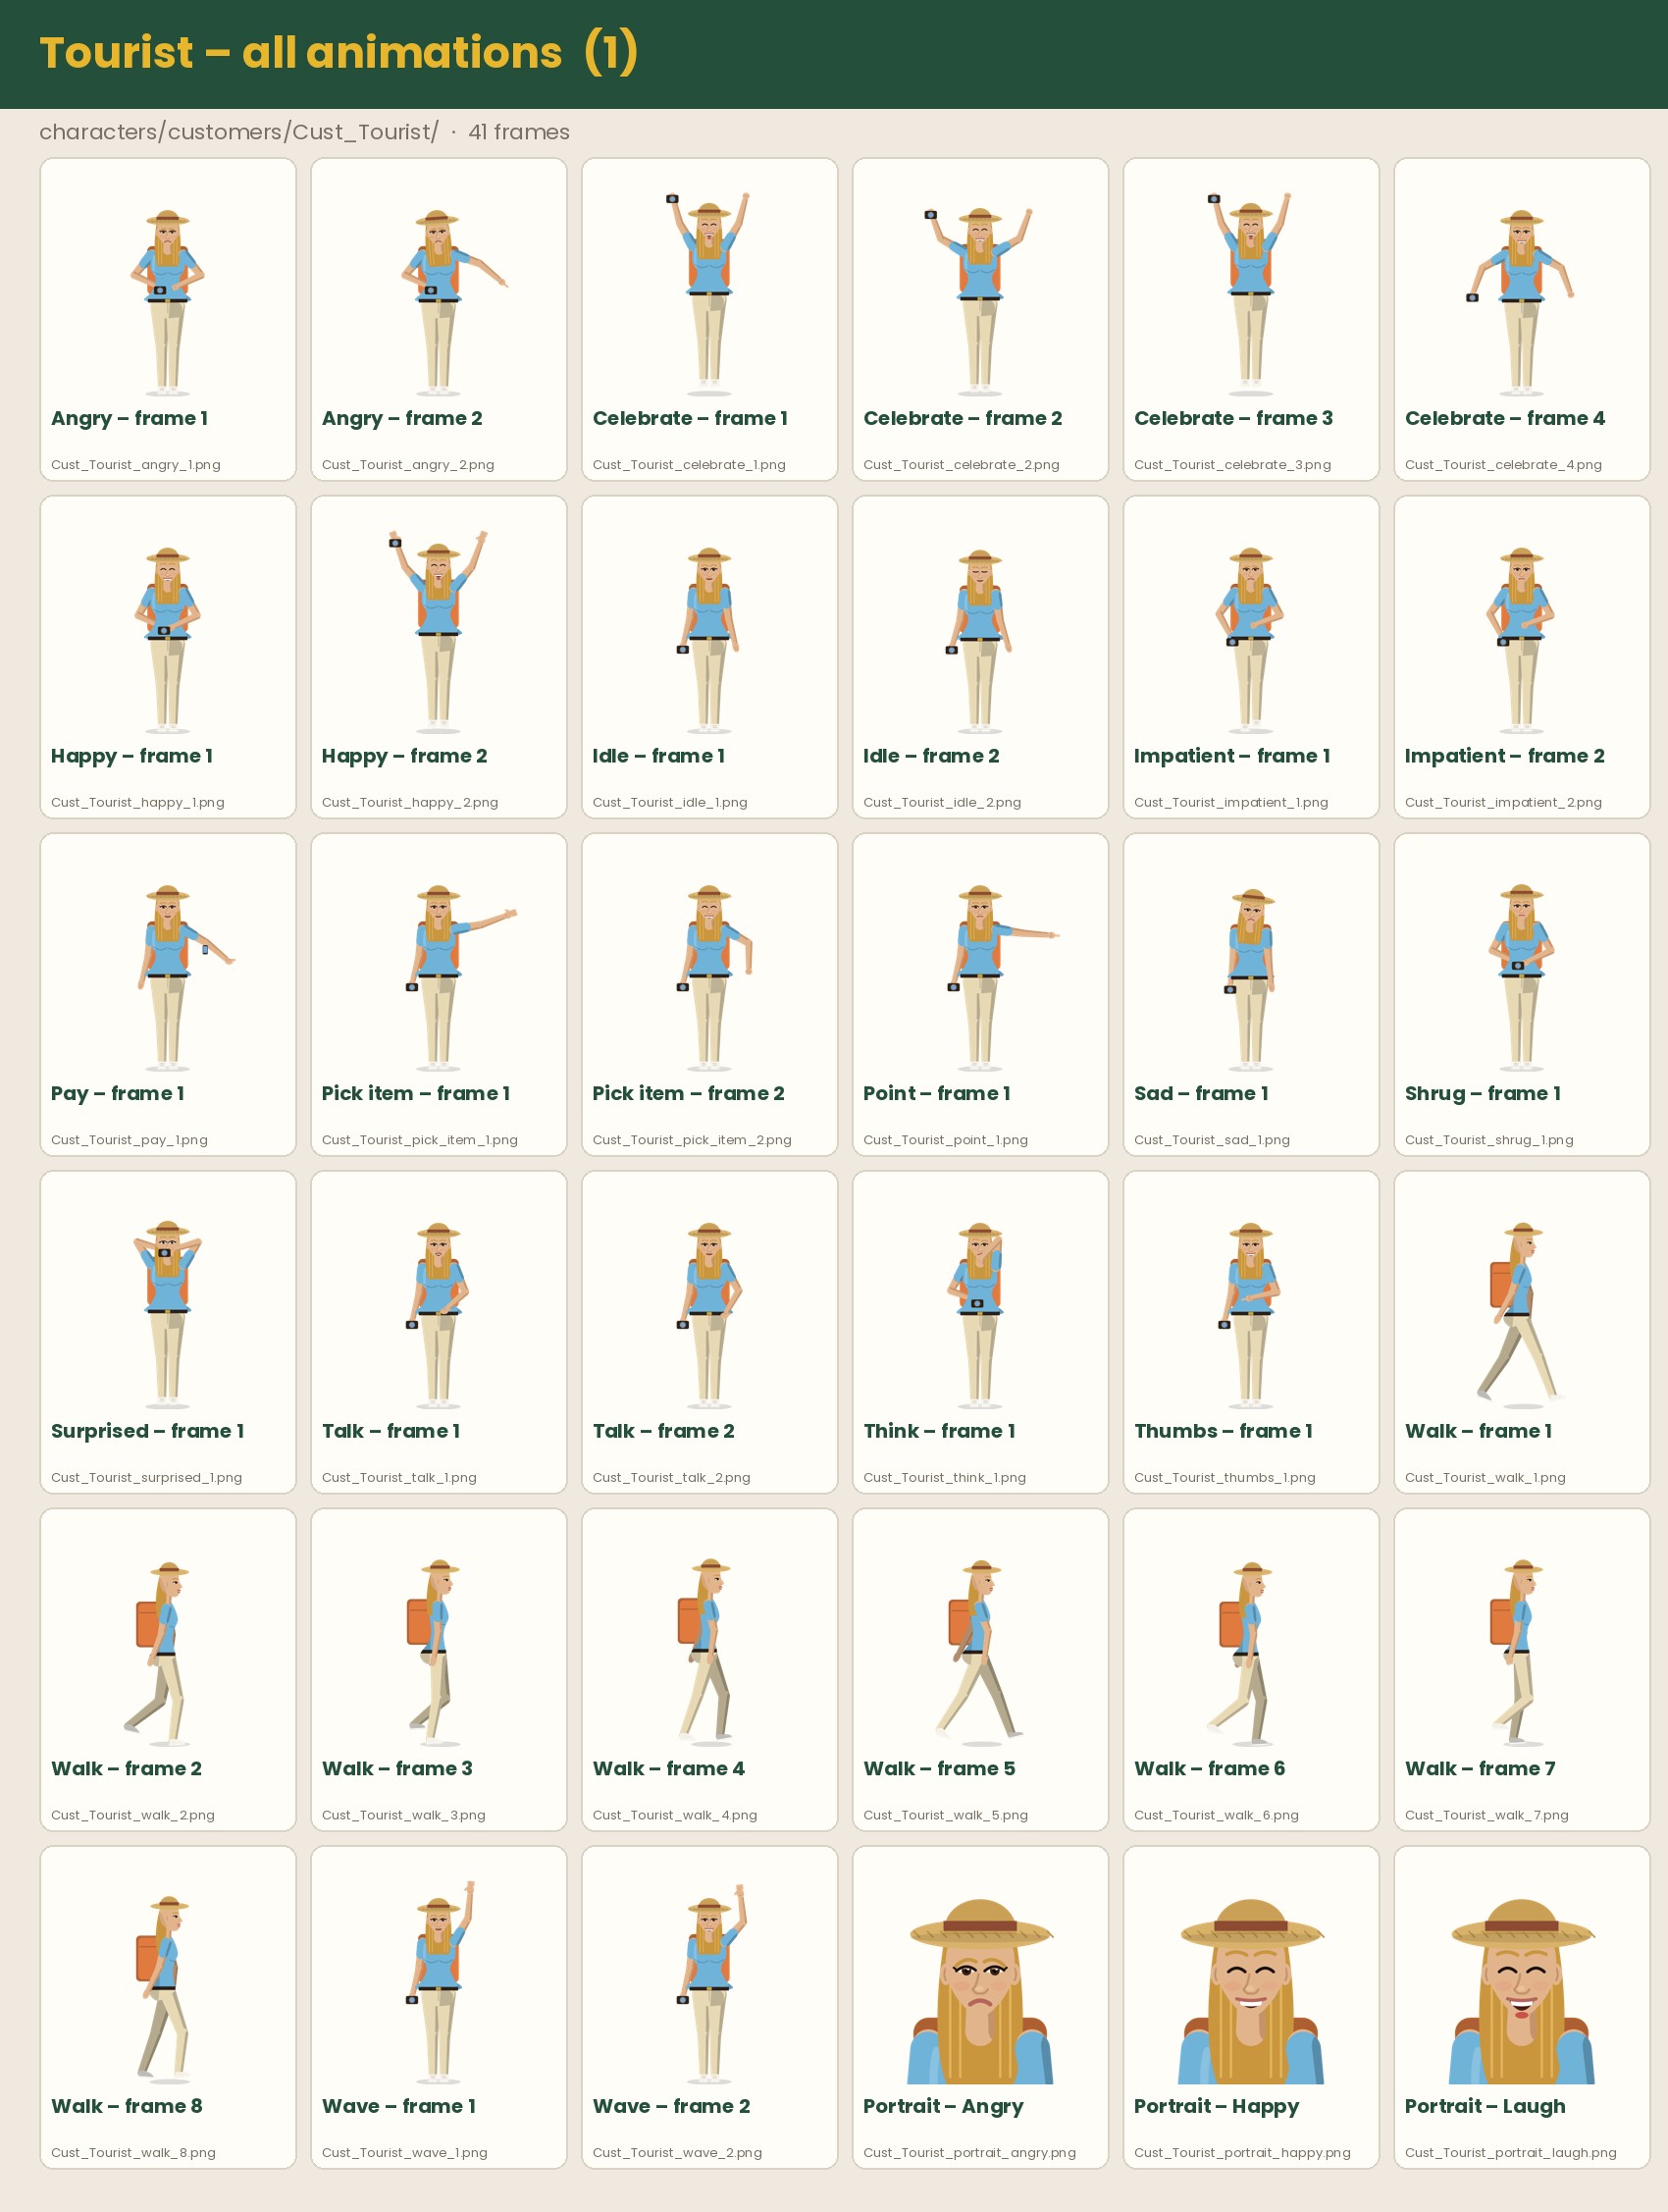 Tourist – all animations (1)
characters/customers/Cust_Tourist/ · 41 frames
Angry – frame 1
Cust_Tourist_angry_1.png
Angry – frame 2
Cust_Tourist_angry_2.png
Celebrate – frame 1
Cust_Tourist_celebrate_1.png
Celebrate – frame 2
Cust_Tourist_celebrate_2.png
Celebrate – frame 3
Cust_Tourist_celebrate_3.png
Celebrate – frame 4
Cust_Tourist_celebrate_4.png
Happy – frame 1
Cust_Tourist_happy_1.png
Happy – frame 2
Cust_Tourist_happy_2.png
Idle – frame 1
Cust_Tourist_idle_1.png
Idle – frame 2
Cust_Tourist_idle_2.png
Impatient – frame 1
Cust_Tourist_impatient_1.png
Impatient – frame 2
Cust_Tourist_impatient_2.png
Pay – frame 1
Cust_Tourist_pay_1.png
Pick item – frame 1
Cust_Tourist_pick_item_1.png
Pick item – frame 2
Cust_Tourist_pick_item_2.png
Point – frame 1
Cust_Tourist_point_1.png
Sad – frame 1
Cust_Tourist_sad_1.png
Shrug – frame 1
Cust_Tourist_shrug_1.png
Surprised – frame 1
Cust_Tourist_surprised_1.png
Talk – frame 1
Cust_Tourist_talk_1.png
Talk – frame 2
Cust_Tourist_talk_2.png
Think – frame 1
Cust_Tourist_think_1.png
Thumbs – frame 1
Cust_Tourist_thumbs_1.png
Walk – frame 1
Cust_Tourist_walk_1.png
Walk – frame 2
Cust_Tourist_walk_2.png
Walk – frame 3
Cust_Tourist_walk_3.png
Walk – frame 4
Cust_Tourist_walk_4.png
Walk – frame 5
Cust_Tourist_walk_5.png
Walk – frame 6
Cust_Tourist_walk_6.png
Walk – frame 7
Cust_Tourist_walk_7.png
Walk – frame 8
Cust_Tourist_walk_8.png
Wave – frame 1
Cust_Tourist_wave_1.png
Wave – frame 2
Cust_Tourist_wave_2.png
Portrait – Angry
Cust_Tourist_portrait_angry.png
Portrait – Happy
Cust_Tourist_portrait_happy.png
Portrait – Laugh
Cust_Tourist_portrait_laugh.png